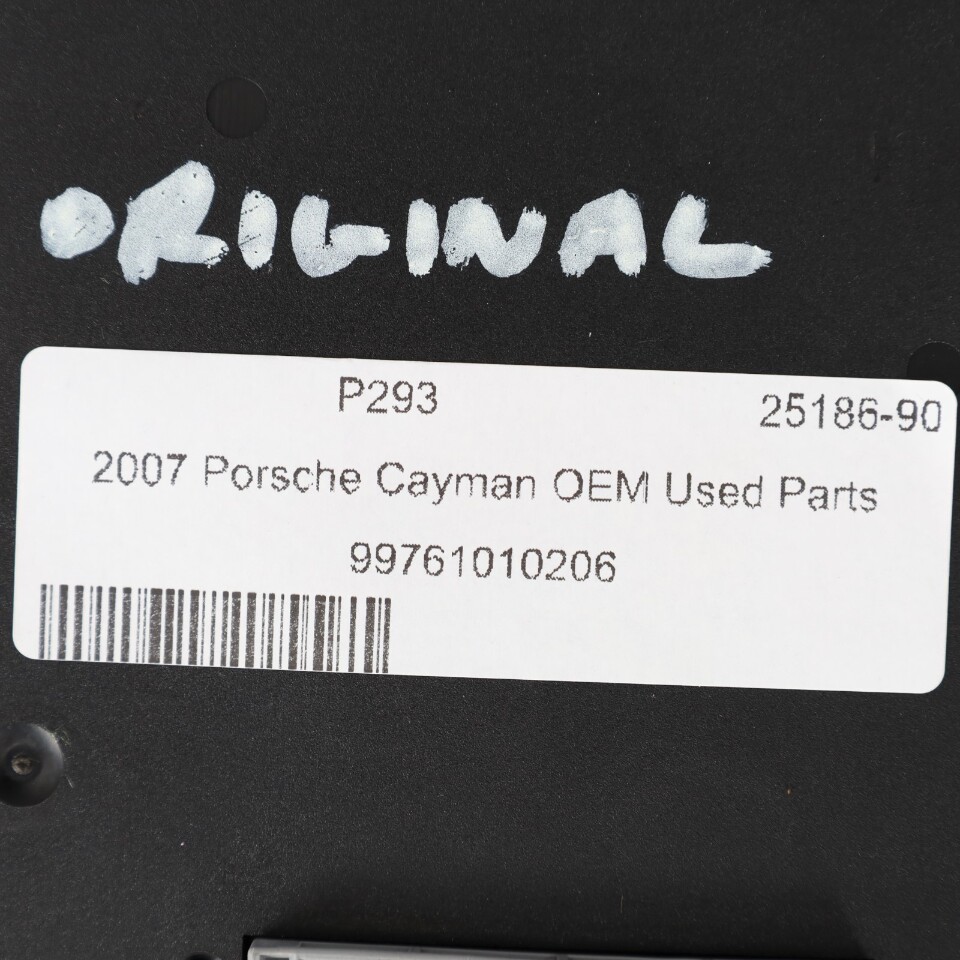 ORIGINAL
P293 25186-90
2007 Porsche Cayman OEM Used Parts
99761010206